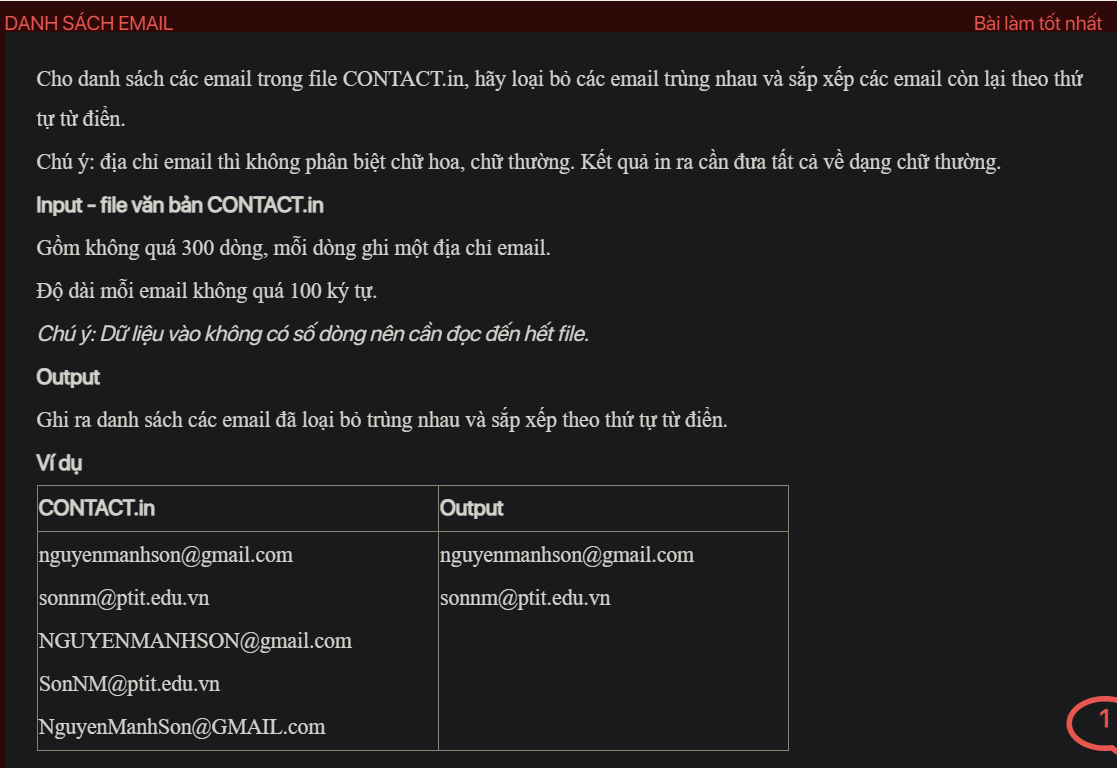 DANH SÁCH EMAIL
Bài làm tốt nhất
Cho danh sách các email trong file CONTACT.in, hãy loại bỏ các email trùng nhau và sắp xếp các email còn lại theo thứ
tự từ điển.
Chú ý: địa chỉ email thì không phân biệt chữ hoa, chữ thường. Kết quả in ra cần đưa tất cả về dạng chữ thường.
Input – file văn bản CONTACT.in
Gồm không quá 300 dòng, mỗi dòng ghi một địa chỉ email.
Độ dài mỗi email không quá 100 ký tự.
Chú ý: Dữ liệu vào không có số dòng nên cần đọc đến hết file.
Output
Ghi ra danh sách các email đã loại bỏ trùng nhau và sắp xếp theo thứ tự từ điển.
Ví dụ
CONTACT.in
Output
nguyenmanhson@gmail.com
sonnm@ptit.edu.vn
NGUYENMANHSON@gmail.com
SonNM@ptit.edu.vn
NguyenManhSon@GMAIL.com
nguyenmanhson@gmail.com
sonnm@ptit.edu.vn
1